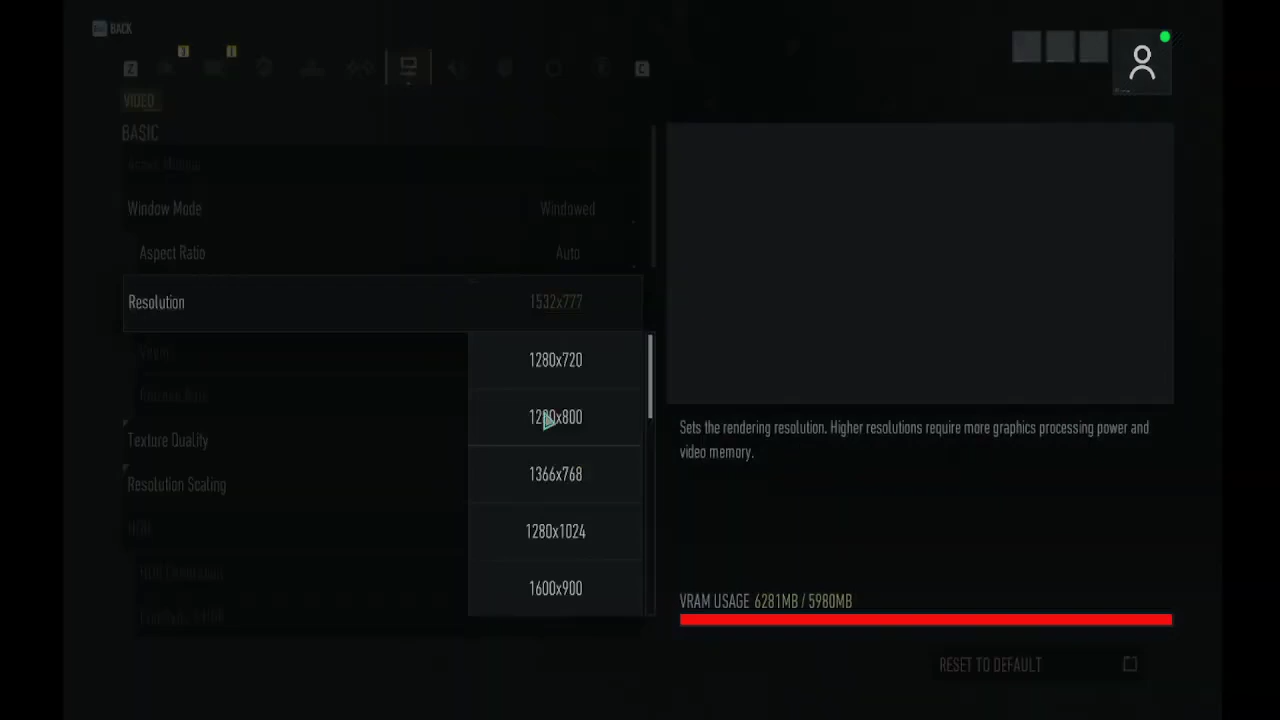 BACK
Z
C
VIDEO
BASIC
Window Mode Windowed
Aspect Ratio Auto
Resolution 1532x777
1280x720
1280x800
1366x768
1280x1024
1600x900
Texture Quality
Resolution Scaling
Sets the rendering resolution. Higher resolutions require more graphics processing power and
video memory.
VRAM USAGE 6281MB / 5980MB
RESET TO DEFAULT